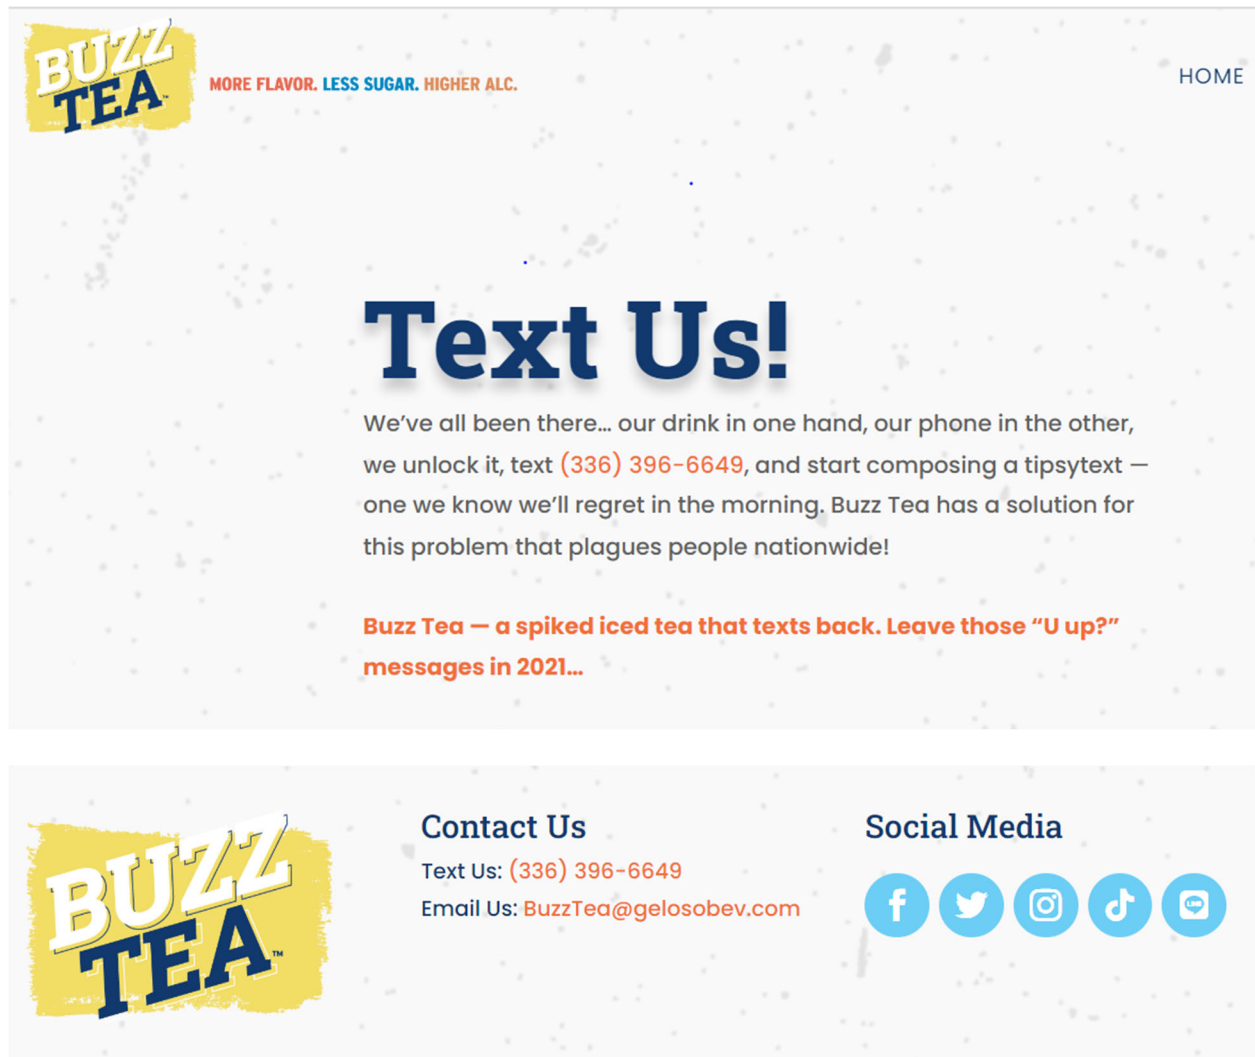 BUZZ
TEA™
MORE FLAVOR. LESS SUGAR. HIGHER ALC.
HOME
Text Us!
We’ve all been there… our drink in one hand, our phone in the other,
we unlock it, text (336) 396-6649, and start composing a tipsytext —
one we know we’ll regret in the morning. Buzz Tea has a solution for
this problem that plagues people nationwide!
Buzz Tea — a spiked iced tea that texts back. Leave those “U up?”
messages in 2021…
BUZZ
TEA™
Contact Us
Text Us: (336) 396-6649
Email Us: BuzzTea@gelosobev.com
Social Media
LINE